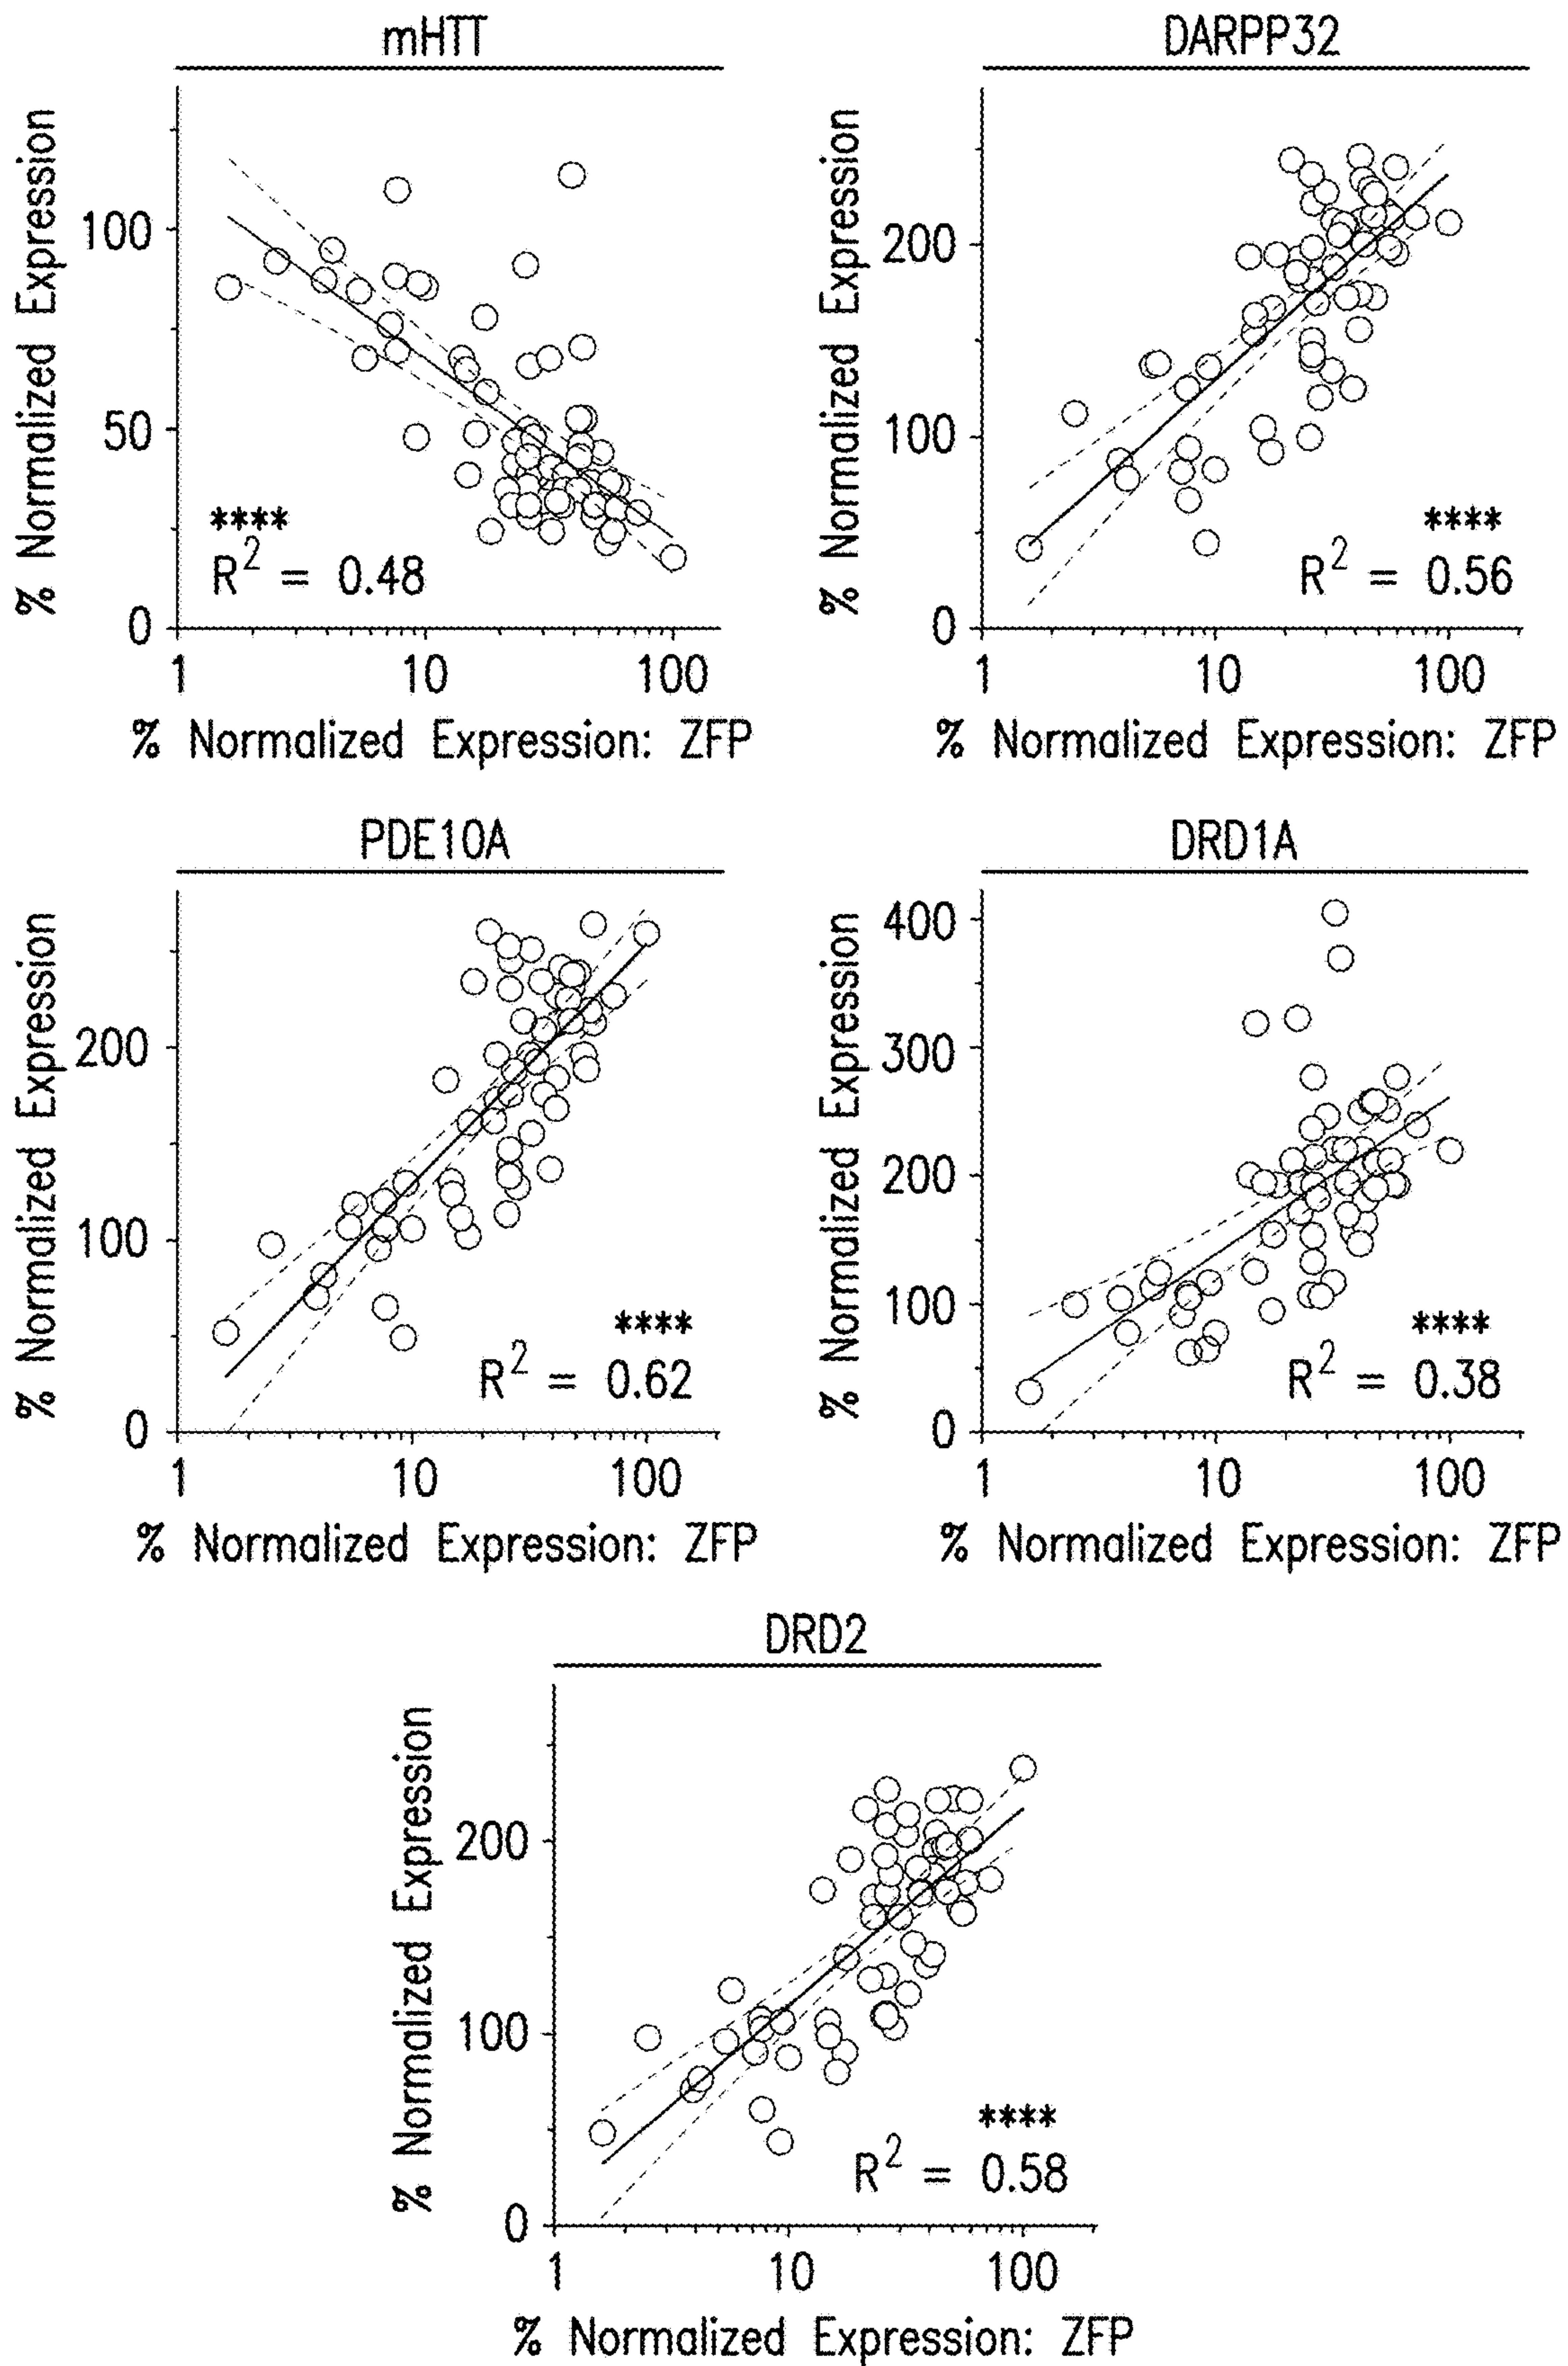 mHTT
% Normalized Expression
100
50
0
****
R² = 0.48
1 10 100
% Normalized Expression: ZFP
DARPP32
% Normalized Expression
200
100
0
****
R² = 0.56
1 10 100
% Normalized Expression: ZFP
PDE10A
% Normalized Expression
200
100
0
****
R² = 0.62
1 10 100
% Normalized Expression: ZFP
DRD1A
% Normalized Expression
400
300
200
100
0
****
R² = 0.38
1 10 100
% Normalized Expression: ZFP
DRD2
% Normalized Expression
200
100
0
****
R² = 0.58
1 10 100
% Normalized Expression: ZFP